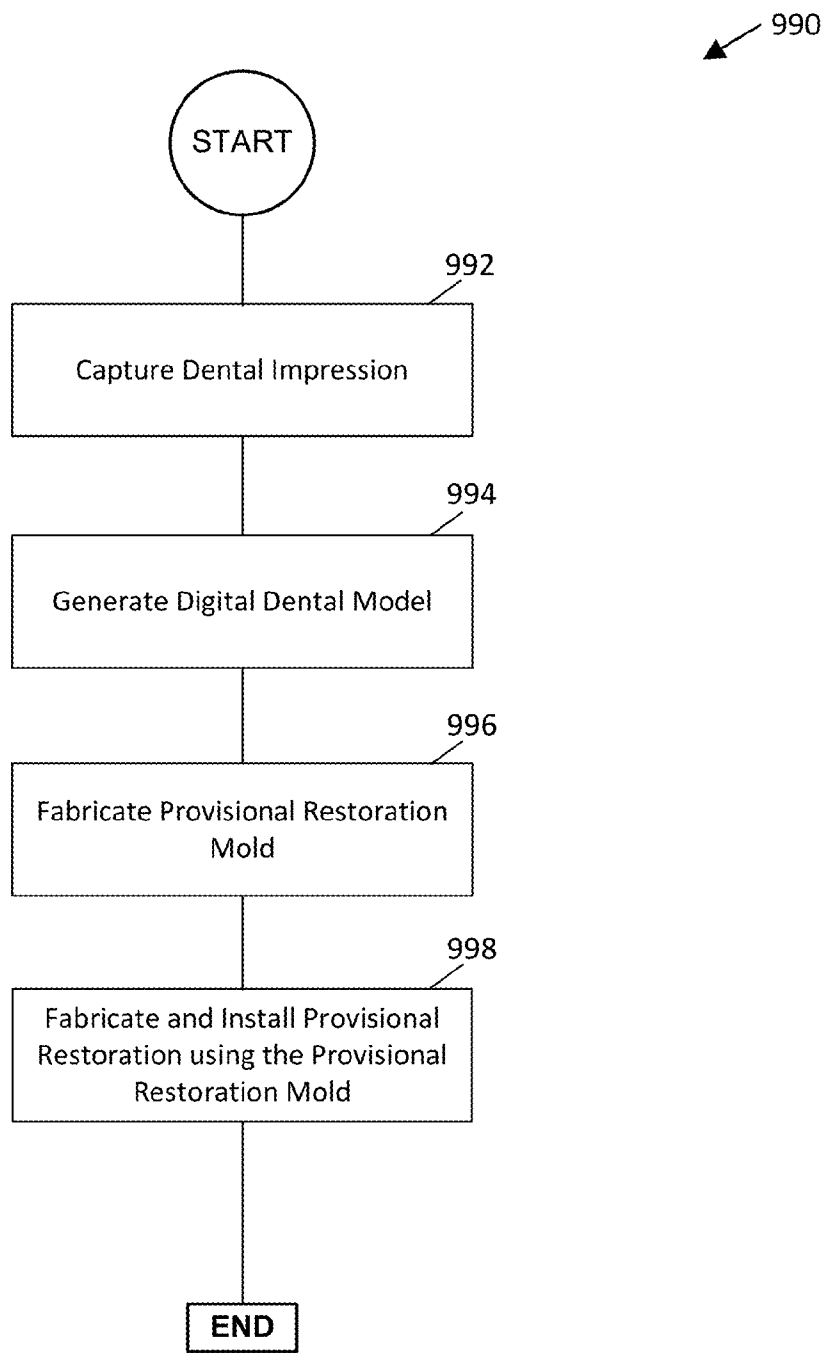 990
START
992
Capture Dental Impression
994
Generate Digital Dental Model
996
Fabricate Provisional Restoration
Mold
998
Fabricate and Install Provisional
Restoration using the Provisional
Restoration Mold
END